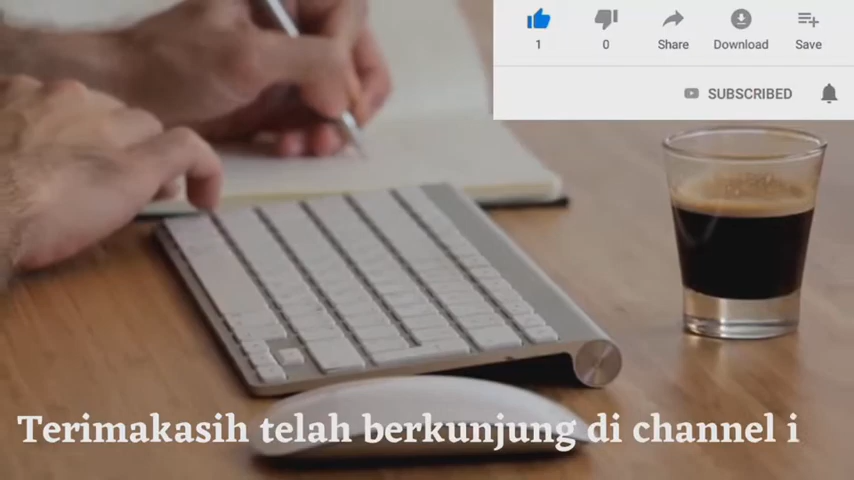 1 0 Share Download Save
SUBSCRIBED
Terimakasih telah berkunjung di channel i